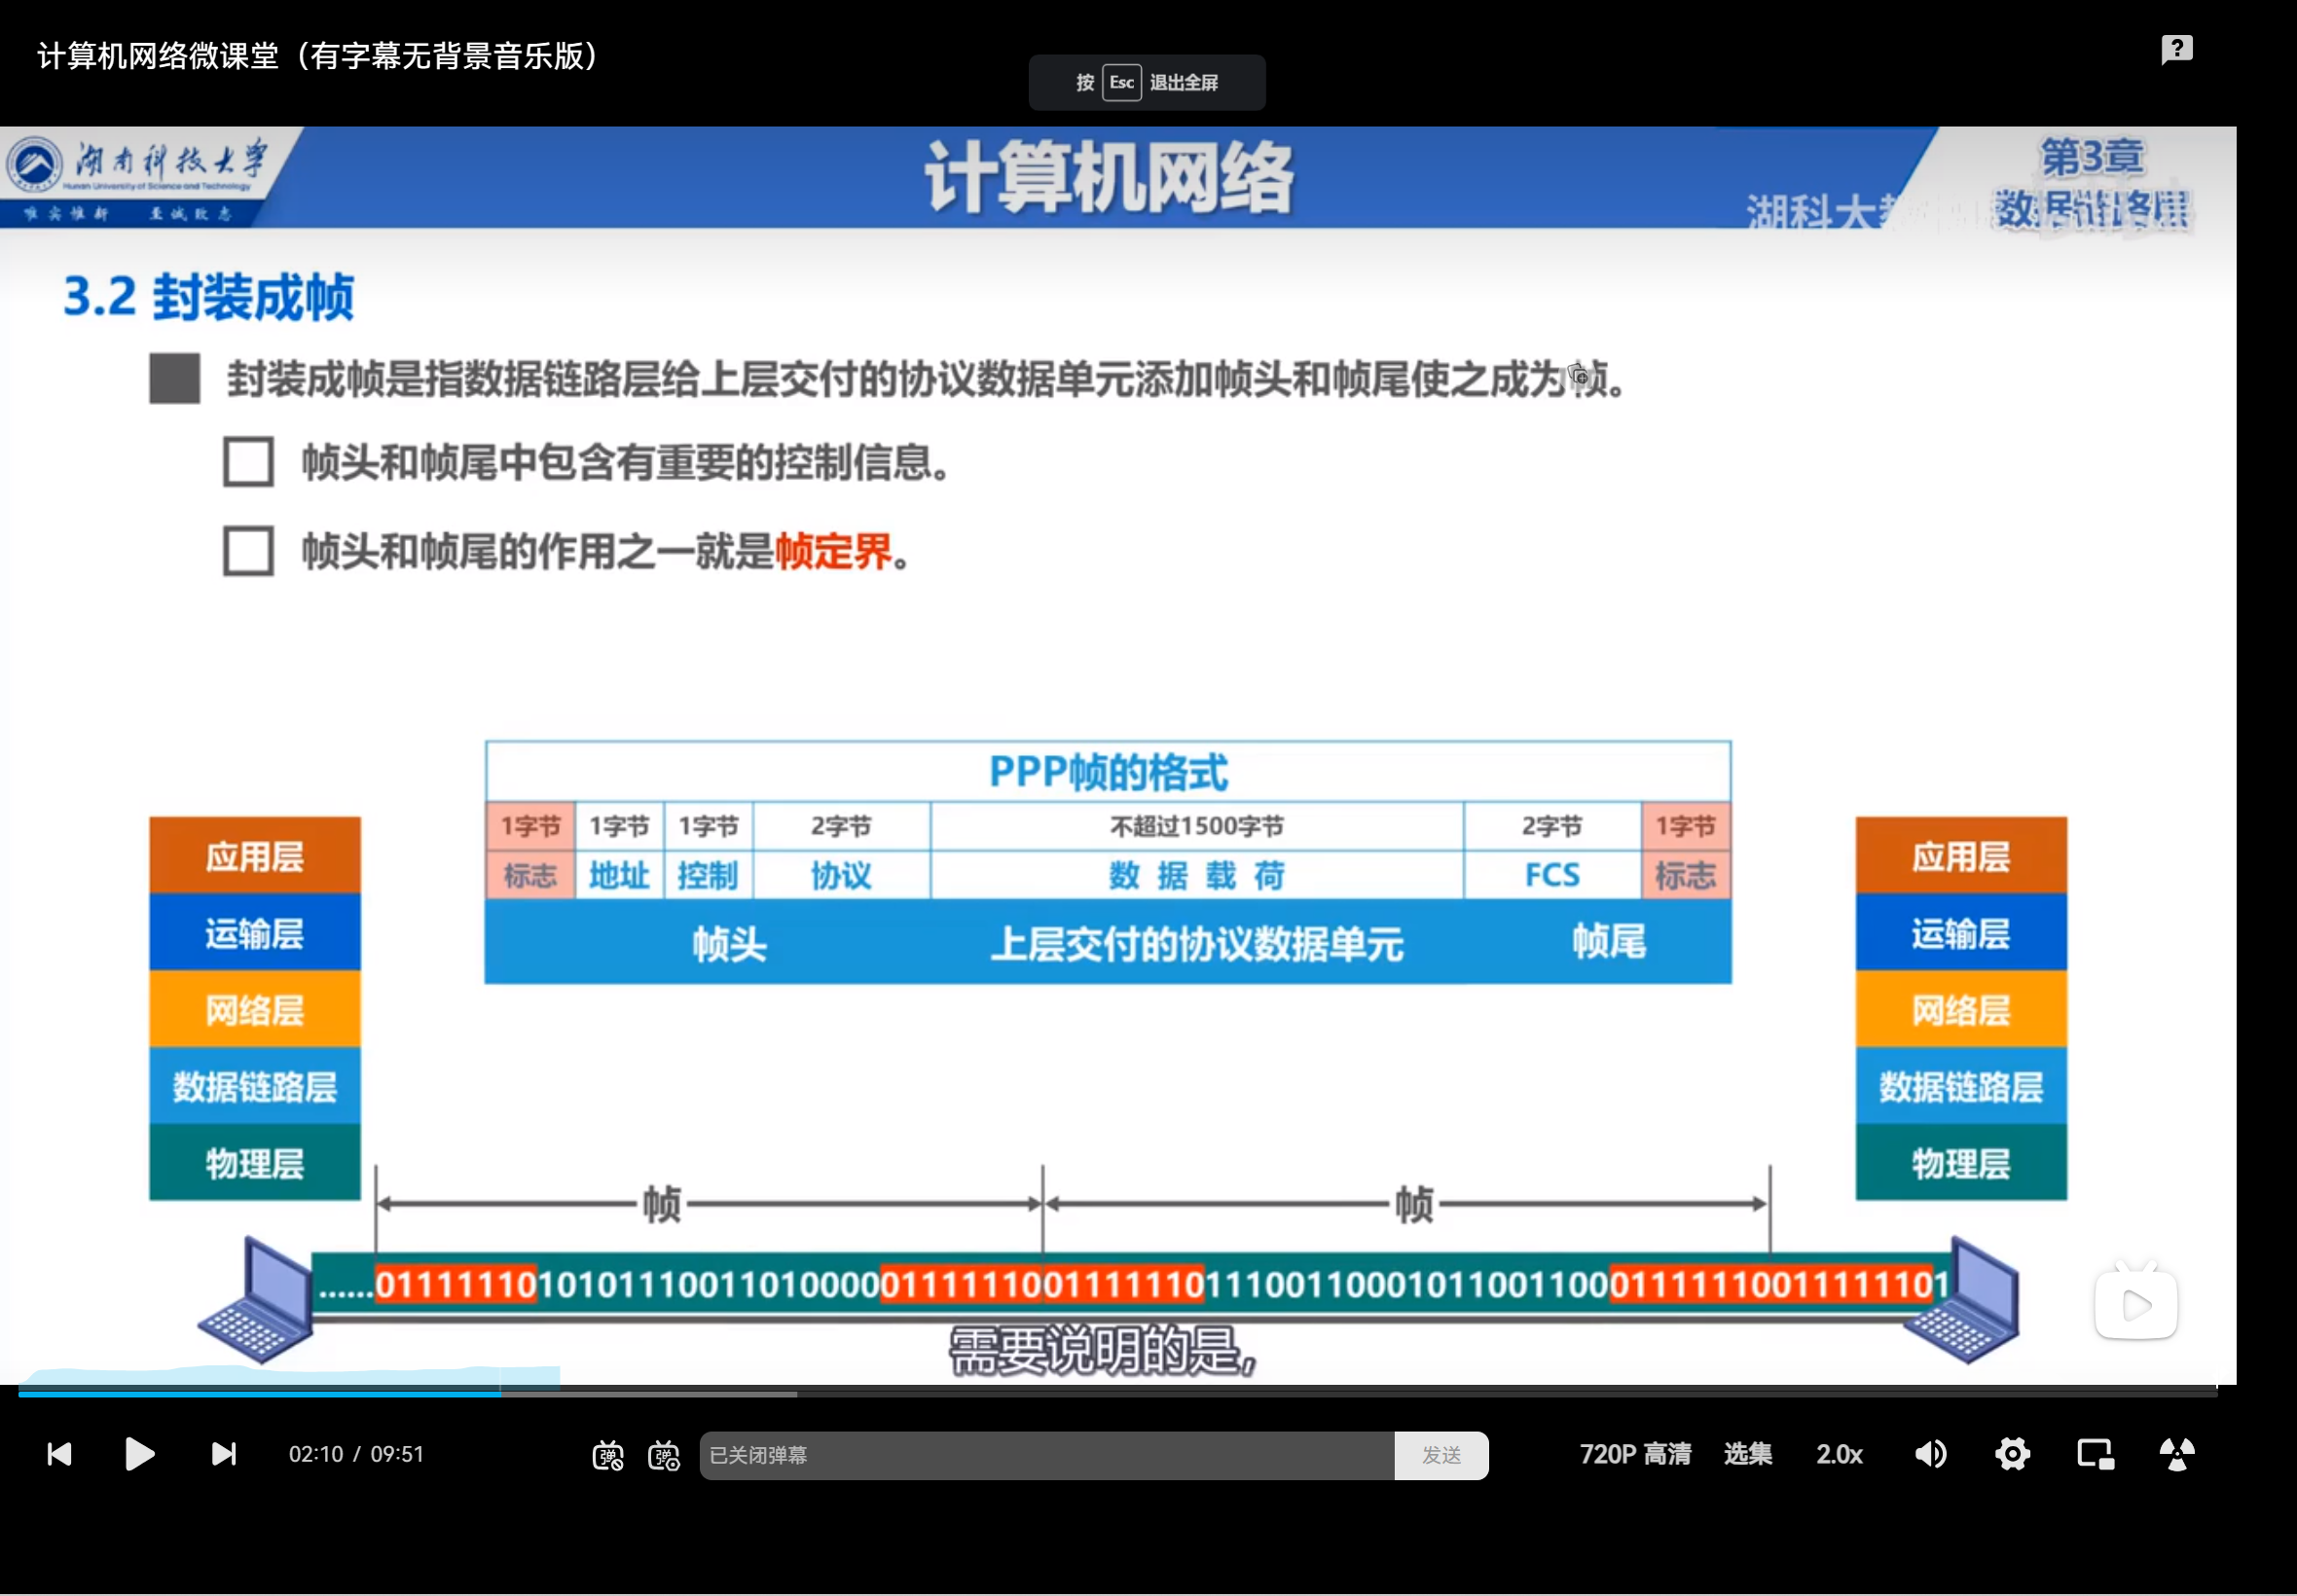 计算机网络微课堂（有字幕无背景音乐版）
按 Esc 退出全屏
湖南科技大学
Hunan University of Science and Technology
唯实惟新 至诚致志
计算机网络
第3章
数据链路层
湖科大教
3.2 封装成帧
封装成帧是指数据链路层给上层交付的协议数据单元添加帧头和帧尾使之成为帧。
帧头和帧尾中包含有重要的控制信息。
帧头和帧尾的作用之一就是帧定界。
PPP帧的格式
1字节 1字节 1字节 2字节 不超过1500字节 2字节 1字节
标志 地址 控制 协议 数 据 载 荷 FCS 标志
帧头 上层交付的协议数据单元 帧尾
应用层
运输层
网络层
数据链路层
物理层
应用层
运输层
网络层
数据链路层
物理层
帧 帧
......01111110101011100110100000111111001111110111001100010110011000111111001111101
需要说明的是，
02:10 / 09:51
弹 弹 已关闭弹幕 发送
720P 高清 选集 2.0x